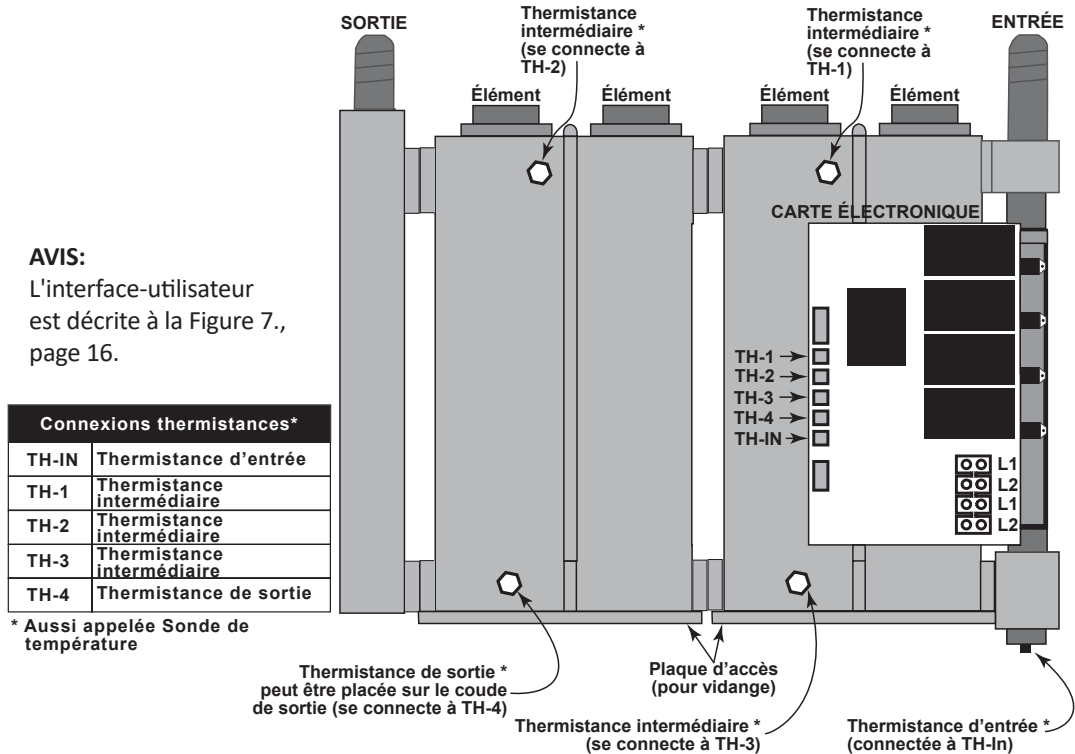 SORTIE
Thermistance
intermédiaire *
(se connecte à
TH-2)
Thermistance
intermédiaire *
(se connecte à
TH-1)
ENTRÉE
Élément
Élément
Élément
Élément
CARTE ÉLECTRONIQUE
AVIS:
L'interface-utilisateur
est décrite à la Figure 7.,
page 16.
TH-1
TH-2
TH-3
TH-4
TH-IN
L1
L2
L1
L2
Connexions thermistances*
TH-IN Thermistance d'entrée
TH-1 Thermistance
intermédiaire
TH-2 Thermistance
intermédiaire
TH-3 Thermistance
intermédiaire
TH-4 Thermistance de sortie
* Aussi appelée Sonde de
température
Thermistance de sortie *
peut être placée sur le coude
de sortie (se connecte à TH-4)
Plaque d'accès
(pour vidange)
Thermistance intermédiaire *
(se connecte à TH-3)
Thermistance d'entrée *
(connectée à TH-In)